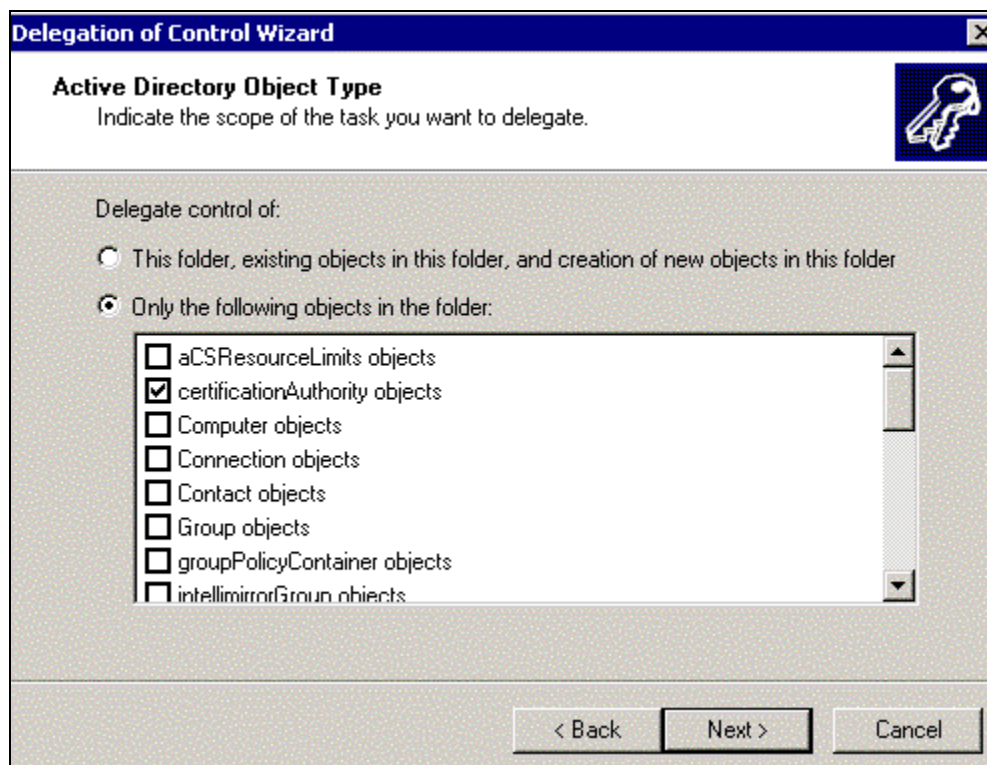 Delegation of Control Wizard
Active Directory Object Type
Indicate the scope of the task you want to delegate.
Delegate control of:
This folder, existing objects in this folder, and creation of new objects in this folder
Only the following objects in the folder:
aCSResourceLimits objects
certificationAuthority objects
Computer objects
Connection objects
Contact objects
Group objects
groupPolicyContainer objects
intellimirrorGroup objects
< Back
Next >
Cancel